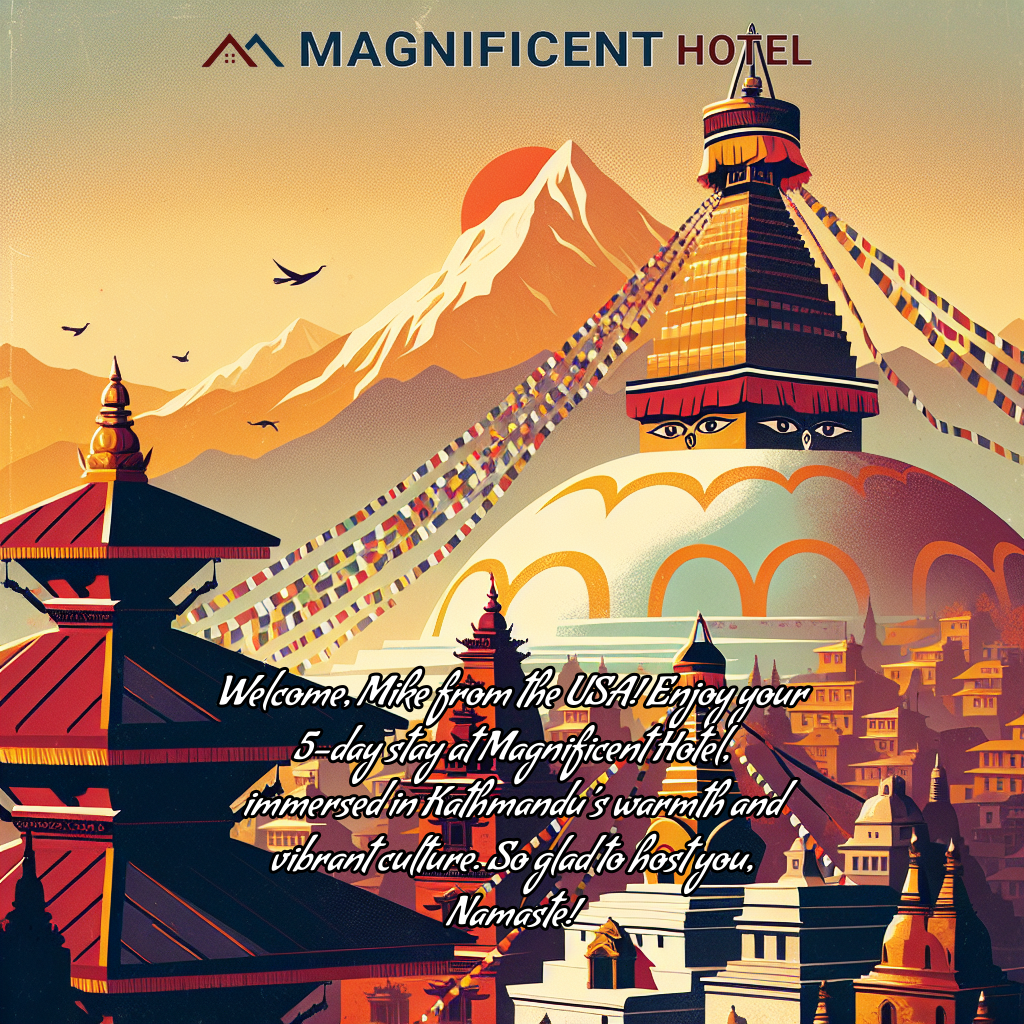 MAGNIFICENT HOTEL
Welcome, Mike from the USA! Enjoy your
5-day stay at Magnificent Hotel,
immersed in Kathmandu's warmth and
vibrant culture. So glad to host you,
Namaste!